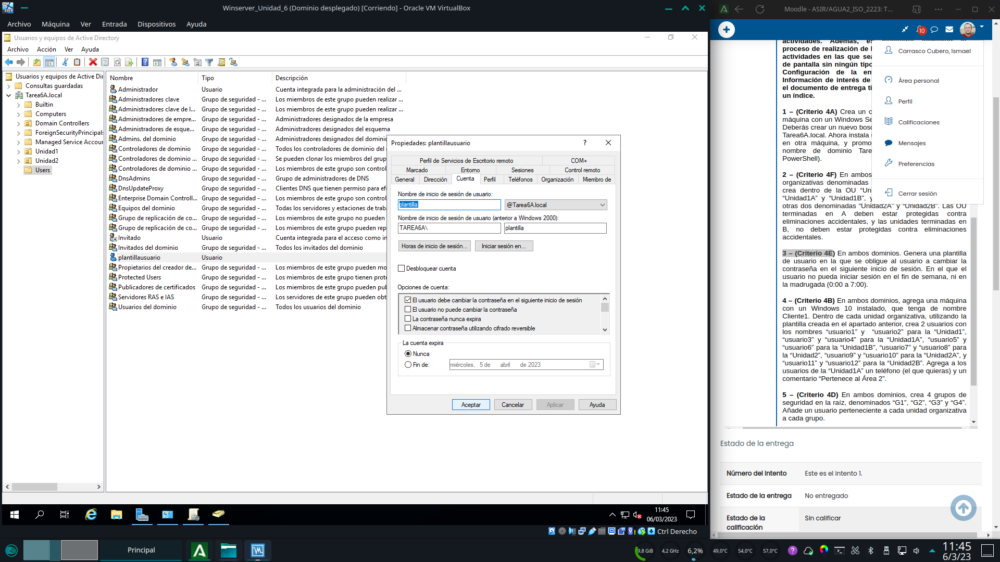 Winserver_Unidad_6 (Dominio desplegado) [Corriendo] - Oracle VM VirtualBox
Archivo Máquina Ver Entrada Dispositivos Ayuda
Usuarios y equipos de Active Directory
Archivo Acción Ver Ayuda
Usuarios y equipos de Active Dir
Consultas guardadas
Tarea6A.local
Builtin
Computers
Domain Controllers
ForeignSecurityPrincipals
Managed Service Accour
Unidad1
Unidad2
Users
Nombre Tipo Descripción
Administrador Usuario Cuenta integrada para la administración del ...
Administradores clave Grupo de seguridad - ... Los miembros de este grupo pueden realizar ...
Administradores clave de l... Grupo de seguridad - ... Los miembros de este grupo pueden realizar ...
Administradores de empre... Grupo de seguridad - ... Administradores designados de la empresa
Administradores de esque... Grupo de seguridad - ... Administradores designados del esquema
Admins. del dominio Grupo de seguridad - ... Administradores designados del dominio
Controladores de dominio Grupo de seguridad - ... Todos los controladores de dominio del
Controladores de dominio ... Grupo de seguridad - ... Se pueden clonar los miembros del grup
Controladores de dominio ... Grupo de seguridad - ... Los miembros de este grupo son control
DnsAdmins Grupo de seguridad - ... Grupo de administradores de DNS
DnsUpdateProxy Grupo de seguridad - ... Clientes DNS que tienen permiso para efe
Enterprise Domain Controll... Grupo de seguridad - ... Los miembros de este grupo son control
Equipos del dominio Grupo de seguridad - ... Todas los servidores y estaciones de traba
Grupo de replicación de co... Grupo de seguridad - ... Los miembros de este grupo no pueden
Grupo de replicación de co... Grupo de seguridad - ... Los miembros de este grupo pueden rep
Invitado Usuario Cuenta integrada para el acceso como in
Invitados del dominio Grupo de seguridad - ... Todos los invitados del dominio
plantillausuario Usuario
Propietarios del creador de... Grupo de seguridad - ... Los miembros de este grupo pueden mo
Protected Users Grupo de seguridad - ... Los miembros de este grupo tienen prote
Publicadores de certificados Grupo de seguridad - ... Los miembros de este grupo pueden pub
Servidores RAS e IAS Grupo de seguridad - ... Los servidores de este grupo pueden obt
Usuarios del dominio Grupo de seguridad - ... Todos los usuarios del dominio
Propiedades: plantillausuario ?
Perfil de Servicios de Escritorio remoto COM+
Marcado Entorno Sesiones Control remoto
General Dirección Cuenta Perfil Teléfonos Organización Miembro de
Nombre de inicio de sesión de usuario:
plantilla @Tarea6A.local
Nombre de inicio de sesión de usuario (anterior a Windows 2000):
TAREA6A\ plantilla
Horas de inicio de sesión... Iniciar sesión en...
Desbloquear cuenta
Opciones de cuenta:
El usuario debe cambiar la contraseña en el siguiente inicio de sesión
El usuario no puede cambiar la contraseña
La contraseña nunca expira
Almacenar contraseña utilizando cifrado reversible
La cuenta expira
Nunca
Fin de: miércoles, 5 de abril de 2023
Aceptar Cancelar Aplicar Ayuda
11:45
06/03/2023
Ctrl Derecho
Moodle - ASIR/AGUA2_ISO_2223: T...
10
Carrasco Cubero, Ismael
Área personal
Perfil
Calificaciones
Mensajes
Preferencias
Cerrar sesión
proceso de realización de l
actividades en las que sea
de pantalla sin ningún tipo
Configuración de la en
Información de interés de
el documento de entrega ti
un índice.
1 – (Criterio 4A) Crea un c
máquina con un Windows Se
Deberás crear un nuevo bosq
Tarea6A.local. Ahora instala
en otra máquina, y promo
nombre de dominio Tare
PowerShell).
2 – (Criterio 4F) En ambos
organizativas denominadas
crea dentro de la OU “Un
“Unidad1A” y “Unidad1B”, y
otras dos denominadas “Unidad2A” y “Unidad2B”. Las OU
terminadas en A deben estar protegidas contra
eliminaciones accidentales, y las unidades terminadas en
B, no deben estar protegidas contra eliminaciones
accidentales.
3 – (Criterio 4E) En ambos dominios. Genera una plantilla
de usuario en la que se obligue al usuario a cambiar la
contraseña en el siguiente inicio de sesión. En el que el
usuario no pueda iniciar sesión en el fin de semana, ni en
la madrugada (0:00 a 7:00).
4 – (Criterio 4B) En ambos dominios, agrega una máquina
con un Windows 10 instalado, que tenga de nombre
Cliente1. Dentro de cada unidad organizativa, utilizando la
plantilla creada en el apartado anterior, crea 2 usuarios con
los nombres “usuario1” y “usuario2” para la “Unidad1”,
“usuario3” y “usuario4” para la “Unidad1A”, “usuario5” y
“usuario6” para la “Unidad1B”, “usuario7” y “usuario8” para
la “Unidad2”, “usuario9” y “usuario10” para la “Unidad2A”, y
“usuario11” y “usuario12” para la “Unidad2B”. Agrega a los
usuarios de la “Unidad1A” un teléfono (el que quieras) y un
comentario “Pertenece al Área 2”.
5 – (Criterio 4D) En ambos dominios, crea 4 grupos de
seguridad en la raíz, denominados “G1”, “G2”, “G3” y “G4”.
Añade un usuario perteneciente a cada unidad organizativa
a cada grupo.
Estado de la entrega
Número del intento Este es el intento 1.
Estado de la entrega No entregado
Estado de la calificación Sin calificar
Principal
9,8 GiB 4,2 GHz 6,2% 49,0°C 54,0°C 57,0°C
11:45
6/3/23